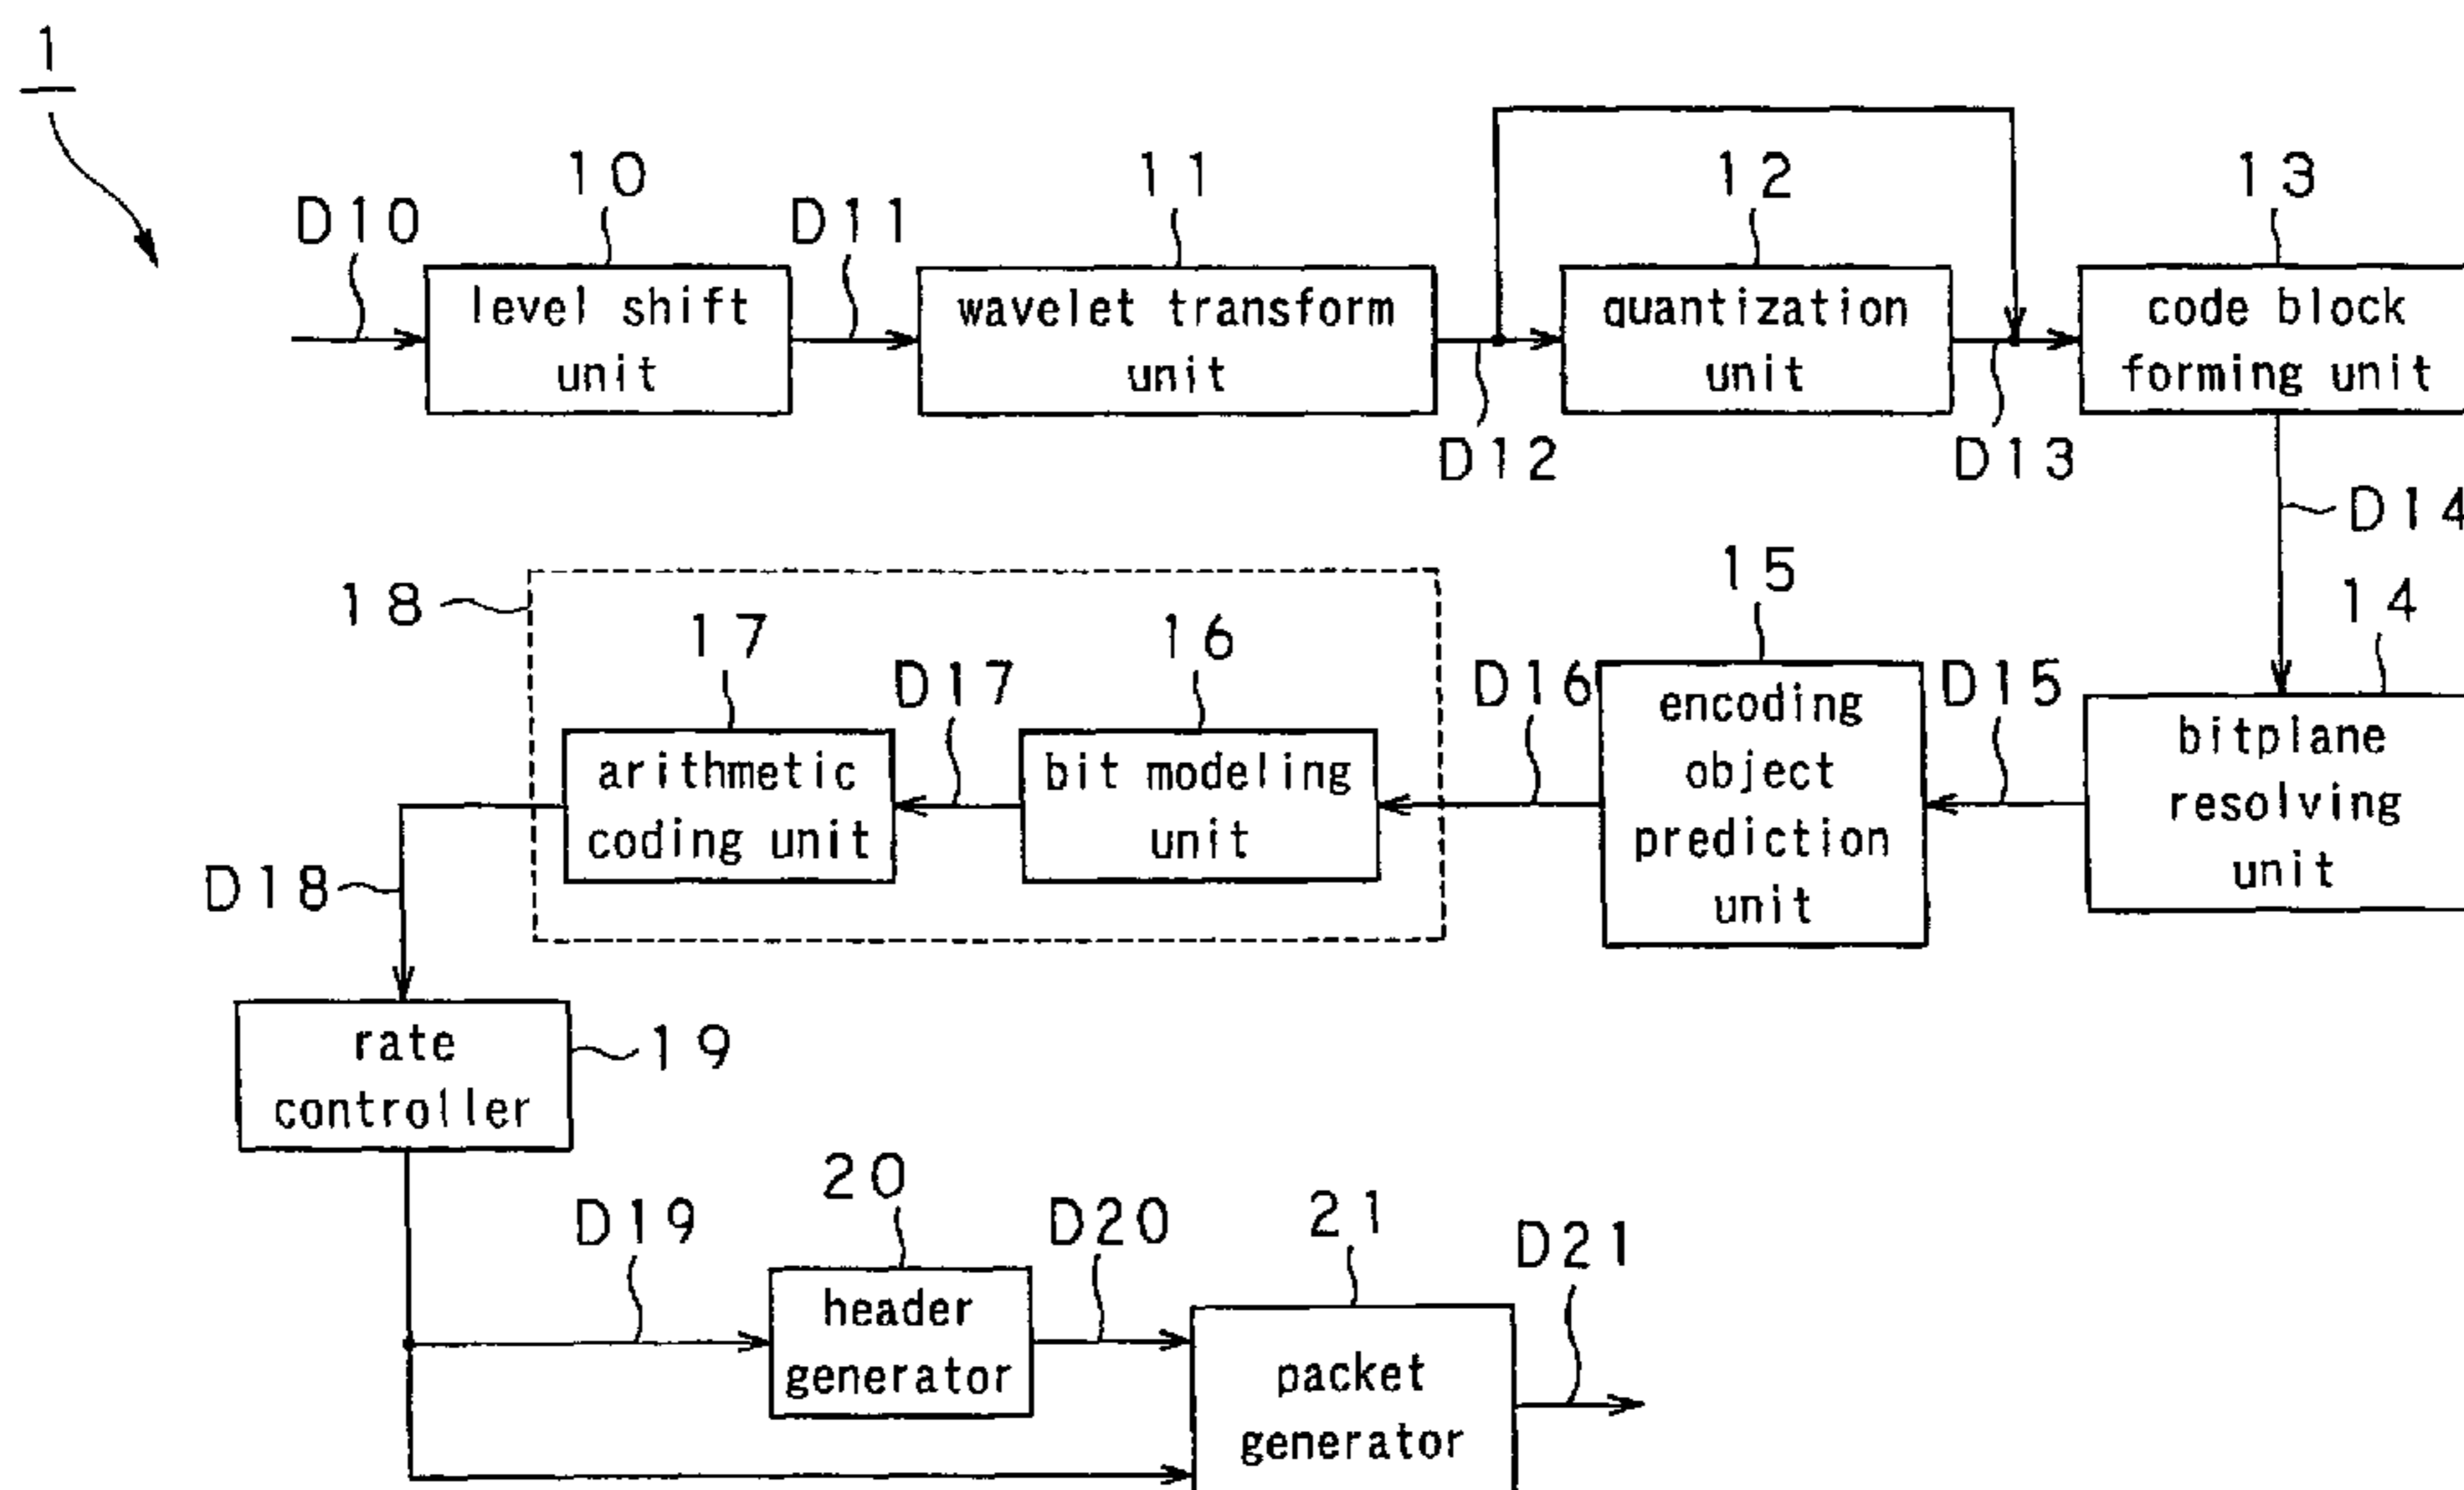 1
10
11
12
13
D10
D11
level shift
unit
wavelet transform
unit
quantization
unit
code block
forming unit
D12
D13
D14
18
17
16
15
14
D17
D16
D15
arithmetic
coding unit
bit modeling
unit
encoding
object
prediction
unit
bitplane
resolving
unit
D18
rate
controller
19
20
21
D19
D20
D21
header
generator
packet
generator